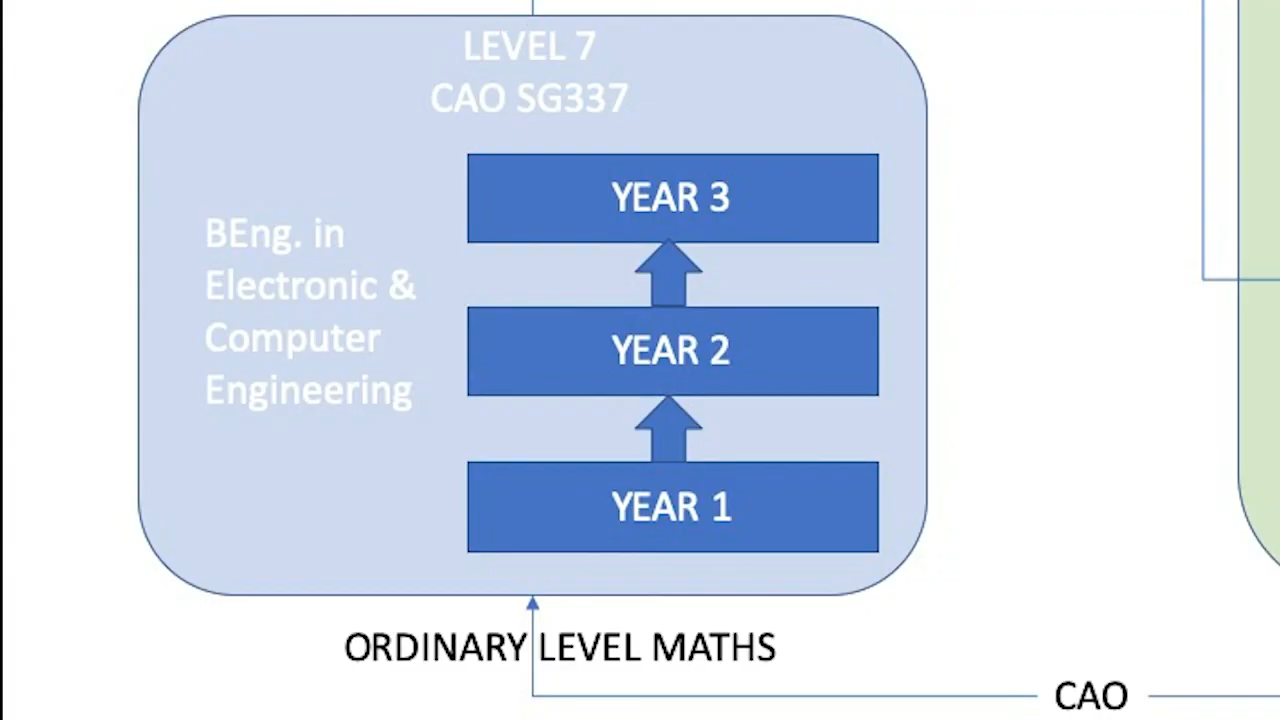 LEVEL 7
CAO SG337
YEAR 3
BEng. in
Electronic &
Computer
Engineering
YEAR 2
YEAR 1
ORDINARY LEVEL MATHS
CAO